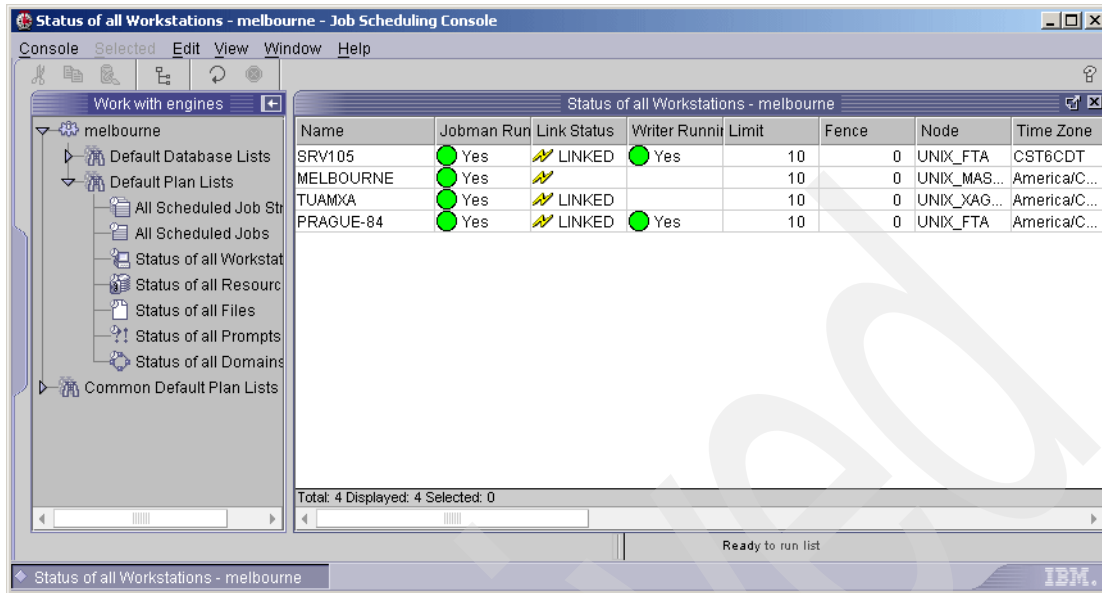 Status of all Workstations - melbourne - Job Scheduling Console
Console Selected Edit View Window Help
Work with engines
melbourne
Default Database Lists
Default Plan Lists
All Scheduled Job Str
All Scheduled Jobs
Status of all Workstat
Status of all Resourc
Status of all Files
Status of all Prompts
Status of all Domains
Common Default Plan Lists
Status of all Workstations - melbourne
Name Jobman Run Link Status Writer Runnin Limit Fence Node Time Zone
SRV105 Yes LINKED Yes 10 0 UNIX_FTA CST6CDT
MELBOURNE Yes 10 0 UNIX_MAS... America/C...
TUAMXA Yes LINKED 10 0 UNIX_XAG... America/C...
PRAGUE-84 Yes LINKED Yes 10 0 UNIX_FTA America/C...
Total: 4 Displayed: 4 Selected: 0
Ready to run list
Status of all Workstations - melbourne
IBM.